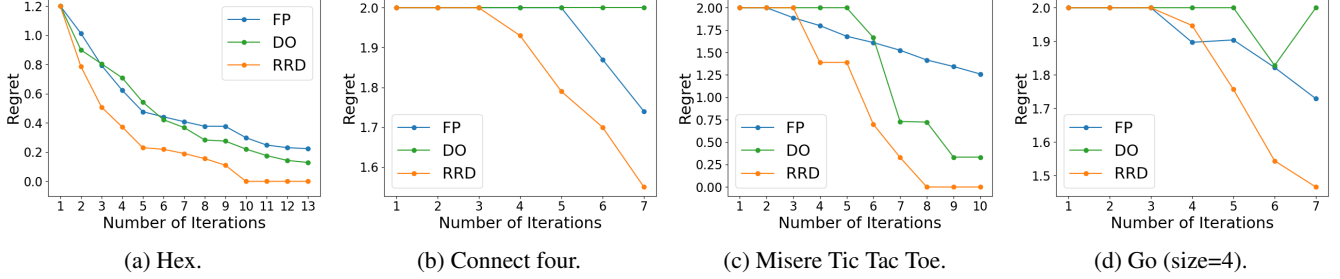 1.2
1.0
0.8
0.6
0.4
0.2
0.0
Regret
FP
DO
RRD
1 2 3 4 5 6 7 8 9 10 11 12 13
Number of Iterations
(a) Hex.
2.0
1.9
1.8
1.7
1.6
Regret
FP
DO
RRD
1 2 3 4 5 6 7
Number of Iterations
(b) Connect four.
2.00
1.75
1.50
1.25
1.00
0.75
0.50
0.25
0.00
Regret
FP
DO
RRD
1 2 3 4 5 6 7 8 9 10
Number of Iterations
(c) Misere Tic Tac Toe.
2.0
1.9
1.8
1.7
1.6
1.5
Regret
FP
DO
RRD
1 2 3 4 5 6 7
Number of Iterations
(d) Go (size=4).